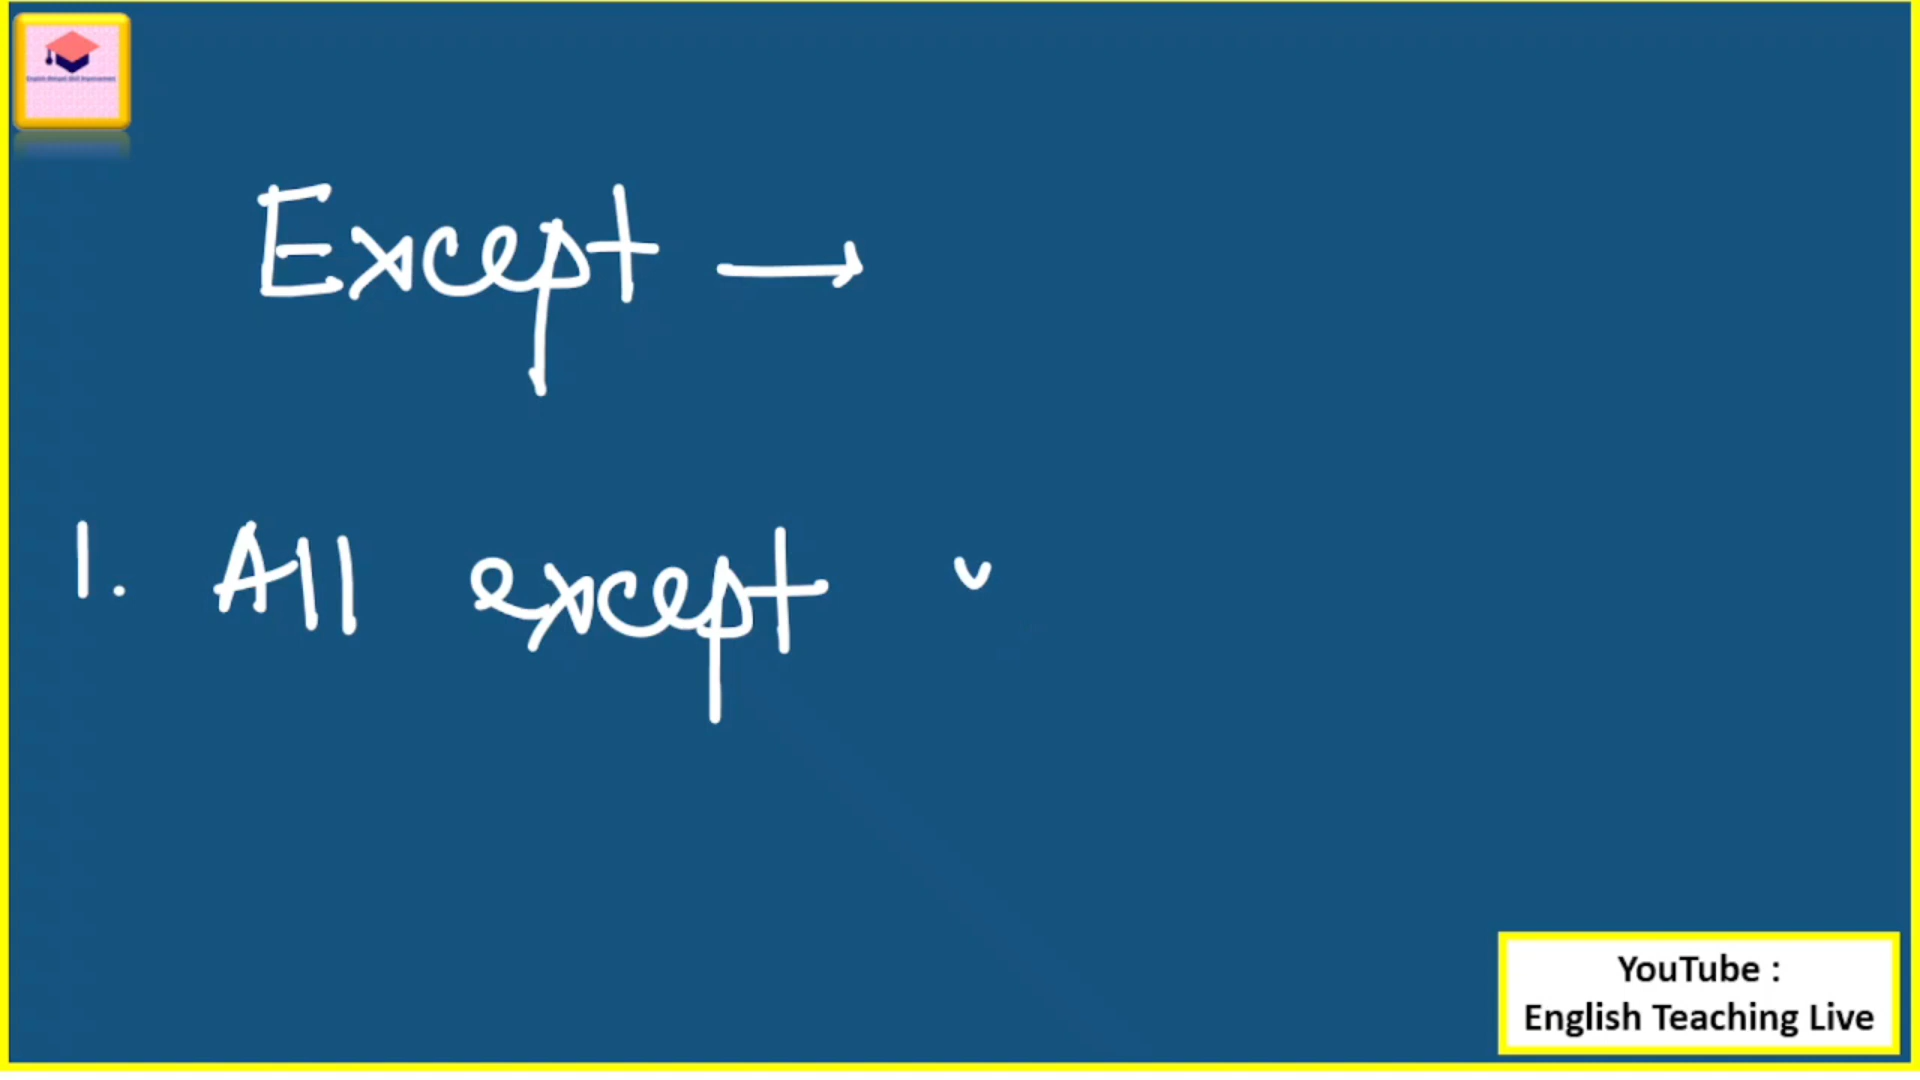 Except →
1. All except
YouTube :
English Teaching Live